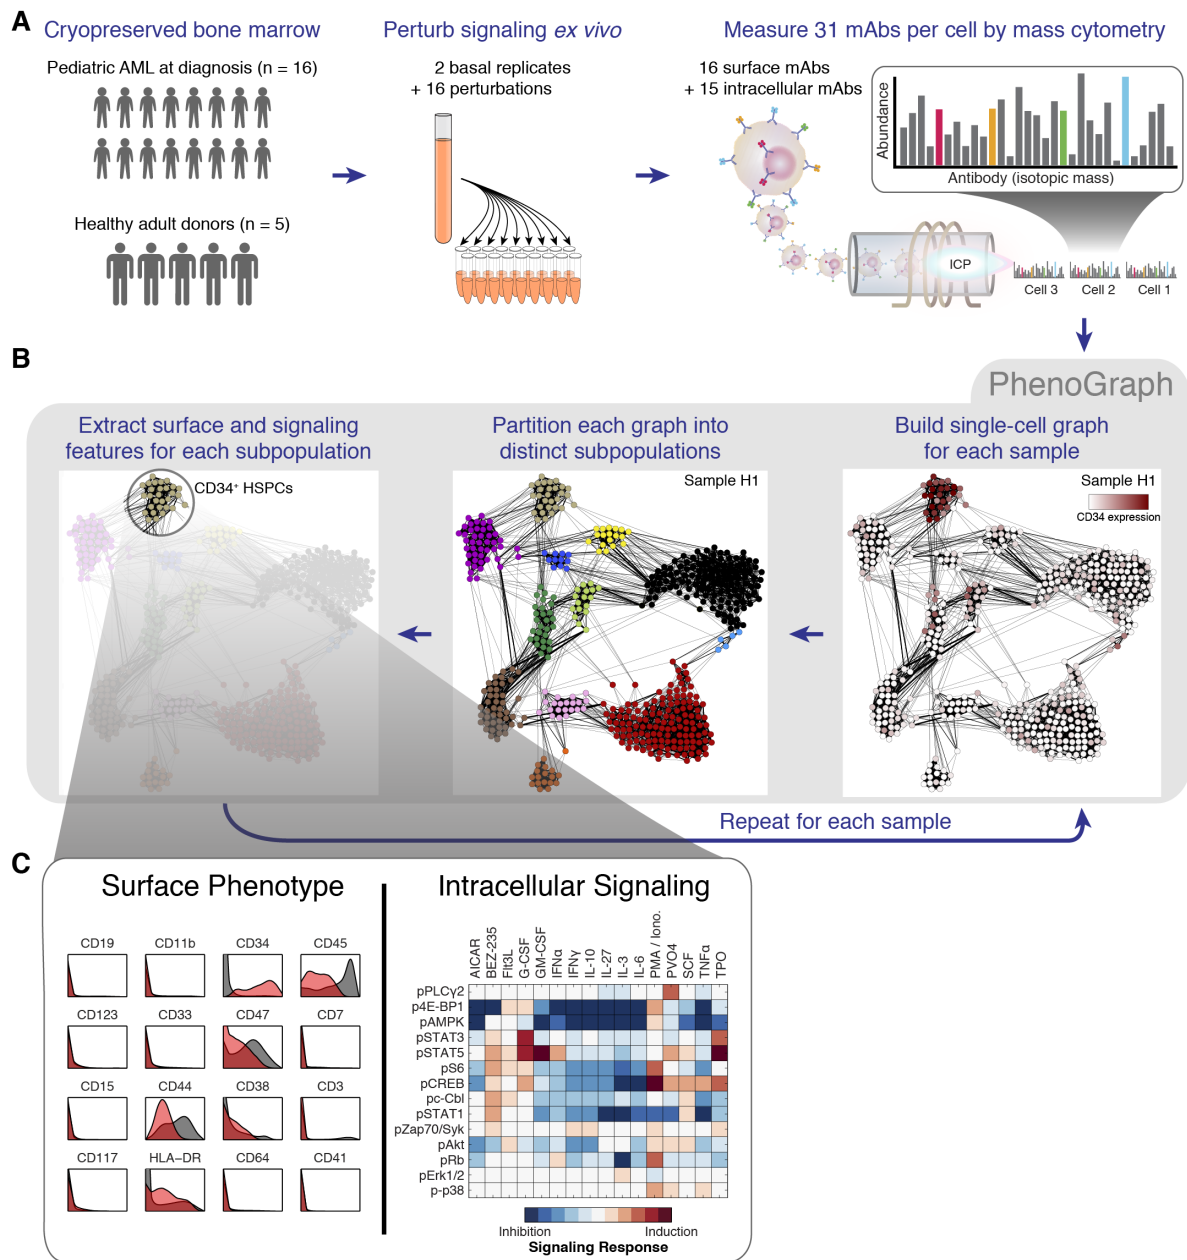 A
Cryopreserved bone marrow
Pediatric AML at diagnosis (n = 16)
Healthy adult donors (n = 5)
Perturb signaling ex vivo
2 basal replicates
+ 16 perturbations
Measure 31 mAbs per cell by mass cytometry
16 surface mAbs
+ 15 intracellular mAbs
Abundance
Antibody (isotopic mass)
ICP
Cell 3
Cell 2
Cell 1
B
PhenoGraph
Extract surface and signaling
features for each subpopulation
CD34+ HSPCs
Partition each graph into
distinct subpopulations
Sample H1
Build single-cell graph
for each sample
Sample H1
CD34 expression
Repeat for each sample
C
Surface Phenotype
CD19
CD11b
CD34
CD45
CD123
CD33
CD47
CD7
CD15
CD44
CD38
CD3
CD117
HLA−DR
CD64
CD41
Intracellular Signaling
AICAR
BEZ-235
Flt3L
G-CSF
GM-CSF
IFNα
IFNγ
IL-10
IL-27
IL-3
IL-6
PMA / Iono.
PVO4
SCF
TNFα
TPO
pPLCγ2
p4E-BP1
pAMPK
pSTAT3
pSTAT5
pS6
pCREB
pc-Cbl
pSTAT1
pZap70/Syk
pAkt
pRb
pErk1/2
p-p38
Inhibition
Induction
Signaling Response